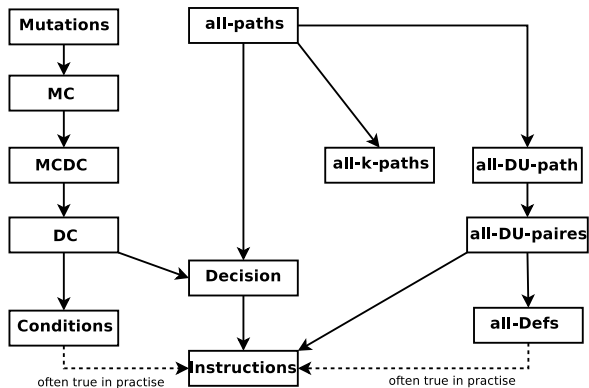 Mutations
all-paths
MC
MCDC
all-k-paths
all-DU-path
DC
all-DU-paires
Decision
Conditions
all-Defs
Instructions
often true in practise
often true in practise